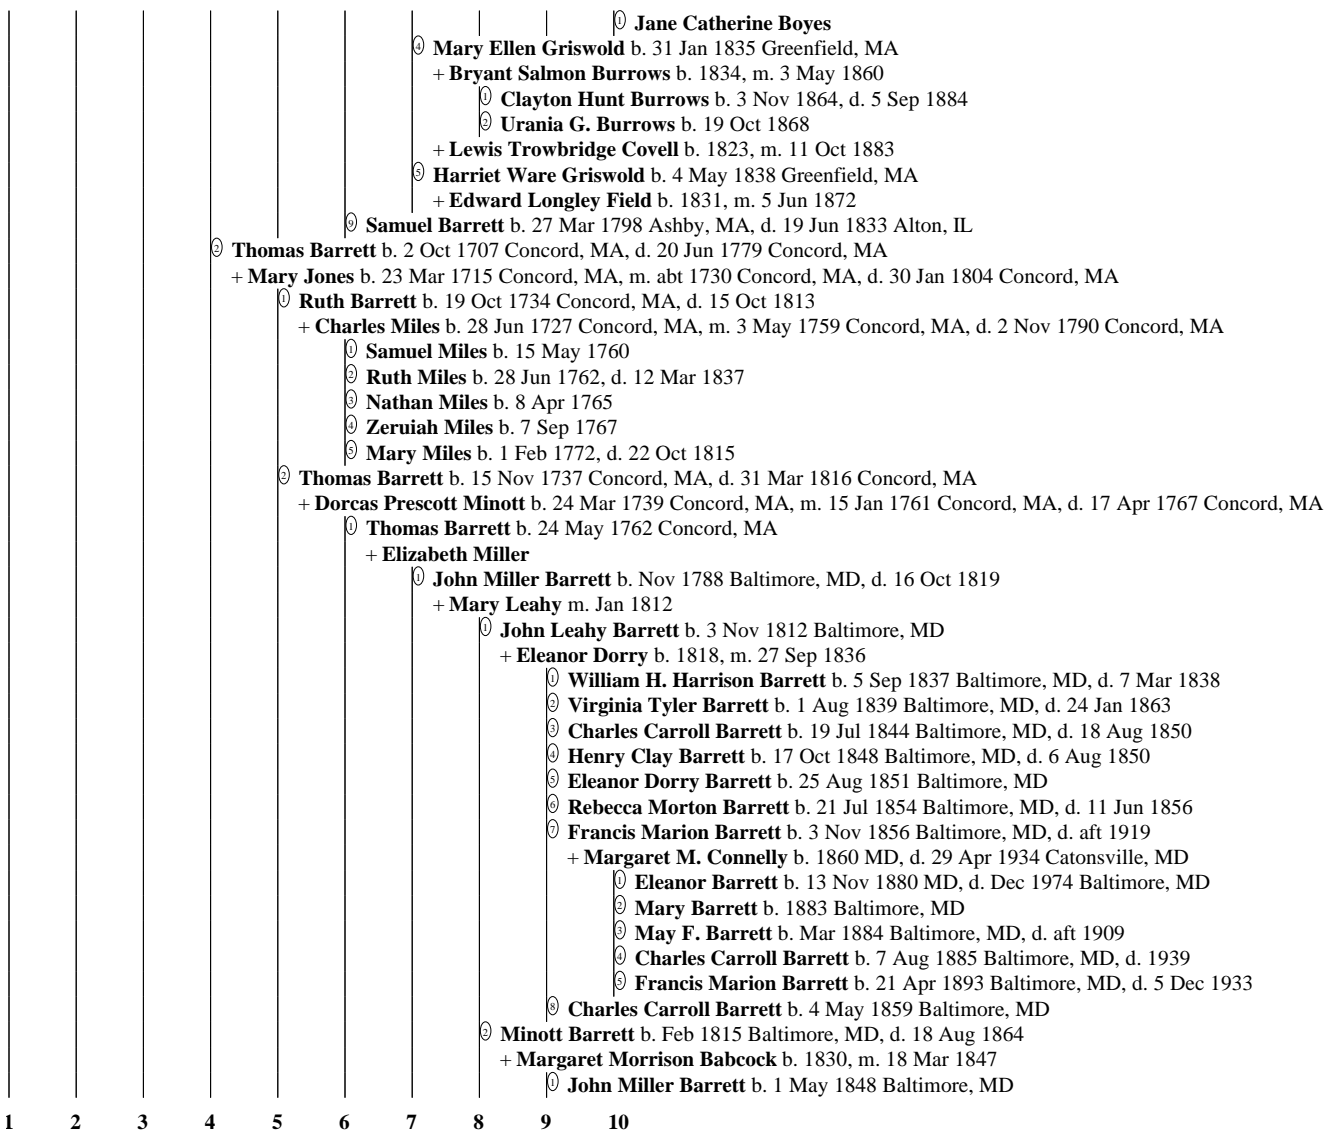 1 Jane Catherine Boyes
4 Mary Ellen Griswold b. 31 Jan 1835 Greenfield, MA
+ Bryant Salmon Burrows b. 1834, m. 3 May 1860
1 Clayton Hunt Burrows b. 3 Nov 1864, d. 5 Sep 1884
2 Urania G. Burrows b. 19 Oct 1868
+ Lewis Trowbridge Covell b. 1823, m. 11 Oct 1883
5 Harriet Ware Griswold b. 4 May 1838 Greenfield, MA
+ Edward Longley Field b. 1831, m. 5 Jun 1872
9 Samuel Barrett b. 27 Mar 1798 Ashby, MA, d. 19 Jun 1833 Alton, IL
2 Thomas Barrett b. 2 Oct 1707 Concord, MA, d. 20 Jun 1779 Concord, MA
+ Mary Jones b. 23 Mar 1715 Concord, MA, m. abt 1730 Concord, MA, d. 30 Jan 1804 Concord, MA
1 Ruth Barrett b. 19 Oct 1734 Concord, MA, d. 15 Oct 1813
+ Charles Miles b. 28 Jun 1727 Concord, MA, m. 3 May 1759 Concord, MA, d. 2 Nov 1790 Concord, MA
1 Samuel Miles b. 15 May 1760
2 Ruth Miles b. 28 Jun 1762, d. 12 Mar 1837
3 Nathan Miles b. 8 Apr 1765
4 Zeruiah Miles b. 7 Sep 1767
5 Mary Miles b. 1 Feb 1772, d. 22 Oct 1815
2 Thomas Barrett b. 15 Nov 1737 Concord, MA, d. 31 Mar 1816 Concord, MA
+ Dorcas Prescott Minott b. 24 Mar 1739 Concord, MA, m. 15 Jan 1761 Concord, MA, d. 17 Apr 1767 Concord, MA
1 Thomas Barrett b. 24 May 1762 Concord, MA
+ Elizabeth Miller
1 John Miller Barrett b. Nov 1788 Baltimore, MD, d. 16 Oct 1819
+ Mary Leahy m. Jan 1812
1 John Leahy Barrett b. 3 Nov 1812 Baltimore, MD
+ Eleanor Dorry b. 1818, m. 27 Sep 1836
1 William H. Harrison Barrett b. 5 Sep 1837 Baltimore, MD, d. 7 Mar 1838
2 Virginia Tyler Barrett b. 1 Aug 1839 Baltimore, MD, d. 24 Jan 1863
3 Charles Carroll Barrett b. 19 Jul 1844 Baltimore, MD, d. 18 Aug 1850
4 Henry Clay Barrett b. 17 Oct 1848 Baltimore, MD, d. 6 Aug 1850
5 Eleanor Dorry Barrett b. 25 Aug 1851 Baltimore, MD
6 Rebecca Morton Barrett b. 21 Jul 1854 Baltimore, MD, d. 11 Jun 1856
7 Francis Marion Barrett b. 3 Nov 1856 Baltimore, MD, d. aft 1919
+ Margaret M. Connelly b. 1860 MD, d. 29 Apr 1934 Catonsville, MD
1 Eleanor Barrett b. 13 Nov 1880 MD, d. Dec 1974 Baltimore, MD
2 Mary Barrett b. 1883 Baltimore, MD
3 May F. Barrett b. Mar 1884 Baltimore, MD, d. aft 1909
4 Charles Carroll Barrett b. 7 Aug 1885 Baltimore, MD, d. 1939
5 Francis Marion Barrett b. 21 Apr 1893 Baltimore, MD, d. 5 Dec 1933
8 Charles Carroll Barrett b. 4 May 1859 Baltimore, MD
2 Minott Barrett b. Feb 1815 Baltimore, MD, d. 18 Aug 1864
+ Margaret Morrison Babcock b. 1830, m. 18 Mar 1847
1 John Miller Barrett b. 1 May 1848 Baltimore, MD
1 2 3 4 5 6 7 8 9 10